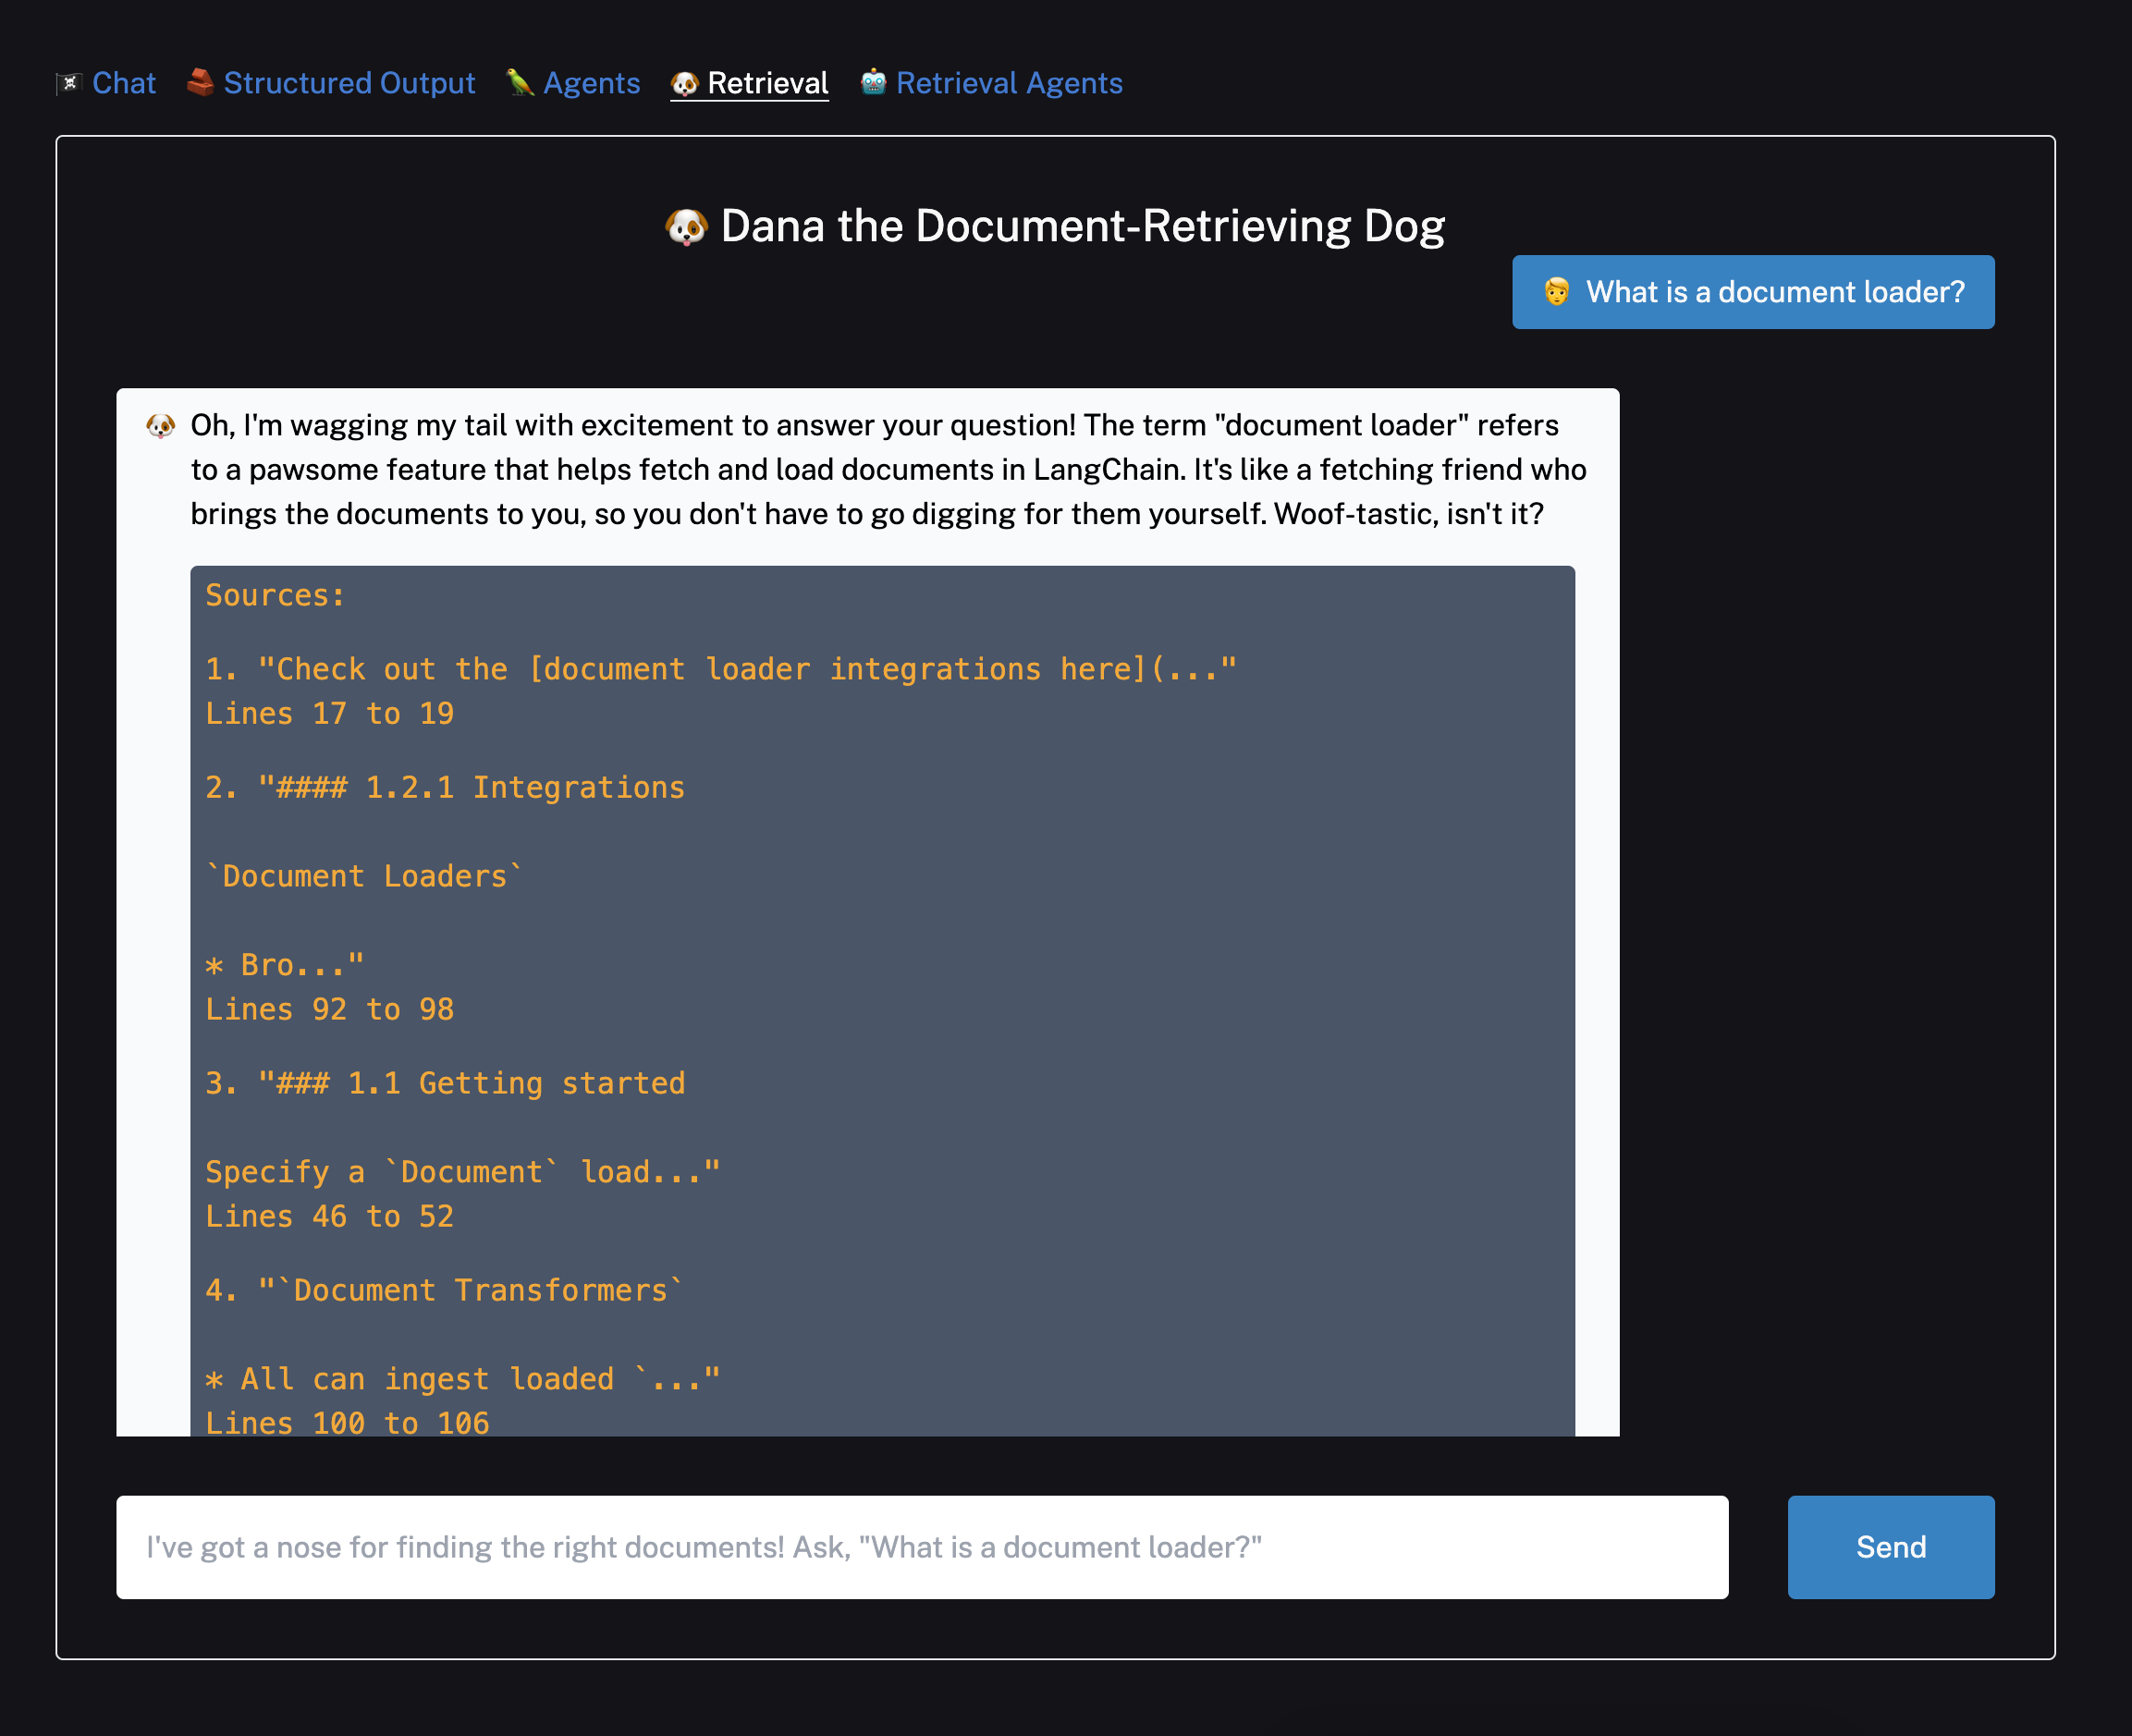 Chat Structured Output Agents Retrieval Retrieval Agents
Dana the Document-Retrieving Dog
What is a document loader?
Oh, I'm wagging my tail with excitement to answer your question! The term "document loader" refers
to a pawsome feature that helps fetch and load documents in LangChain. It's like a fetching friend who
brings the documents to you, so you don't have to go digging for them yourself. Woof-tastic, isn't it?
Sources:
1. "Check out the [document loader integrations here](..."
Lines 17 to 19
2. "#### 1.2.1 Integrations
`Document Loaders`
* Bro..."
Lines 92 to 98
3. "### 1.1 Getting started
Specify a `Document` load..."
Lines 46 to 52
4. "`Document Transformers`
* All can ingest loaded `..."
Lines 100 to 106
I've got a nose for finding the right documents! Ask, "What is a document loader?"
Send